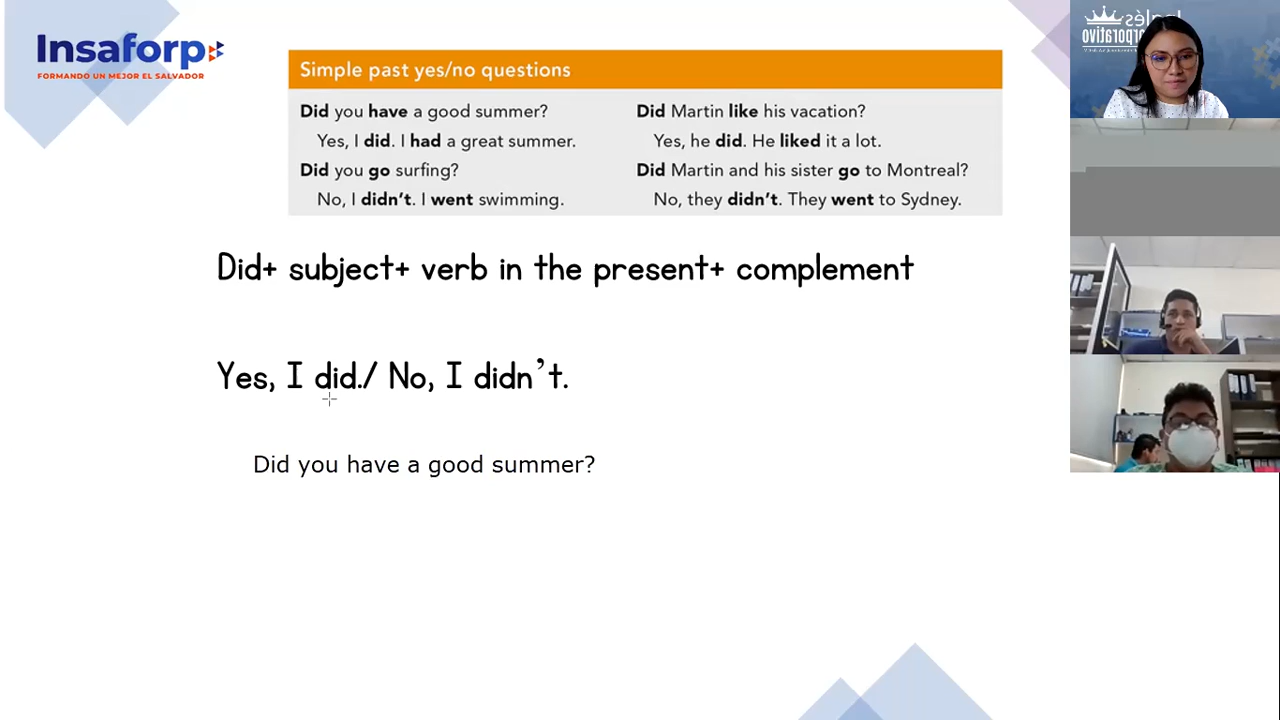 Insaforp
FORMANDO UN MEJOR EL SALVADOR
Simple past yes/no questions
Did you have a good summer?
Yes, I did. I had a great summer.
Did you go surfing?
No, I didn't. I went swimming.
Did Martin like his vacation?
Yes, he did. He liked it a lot.
Did Martin and his sister go to Montreal?
No, they didn't. They went to Sydney.
Did+ subject+ verb in the present+ complement
Yes, I did./ No, I didn't.
Did you have a good summer?
Inglés